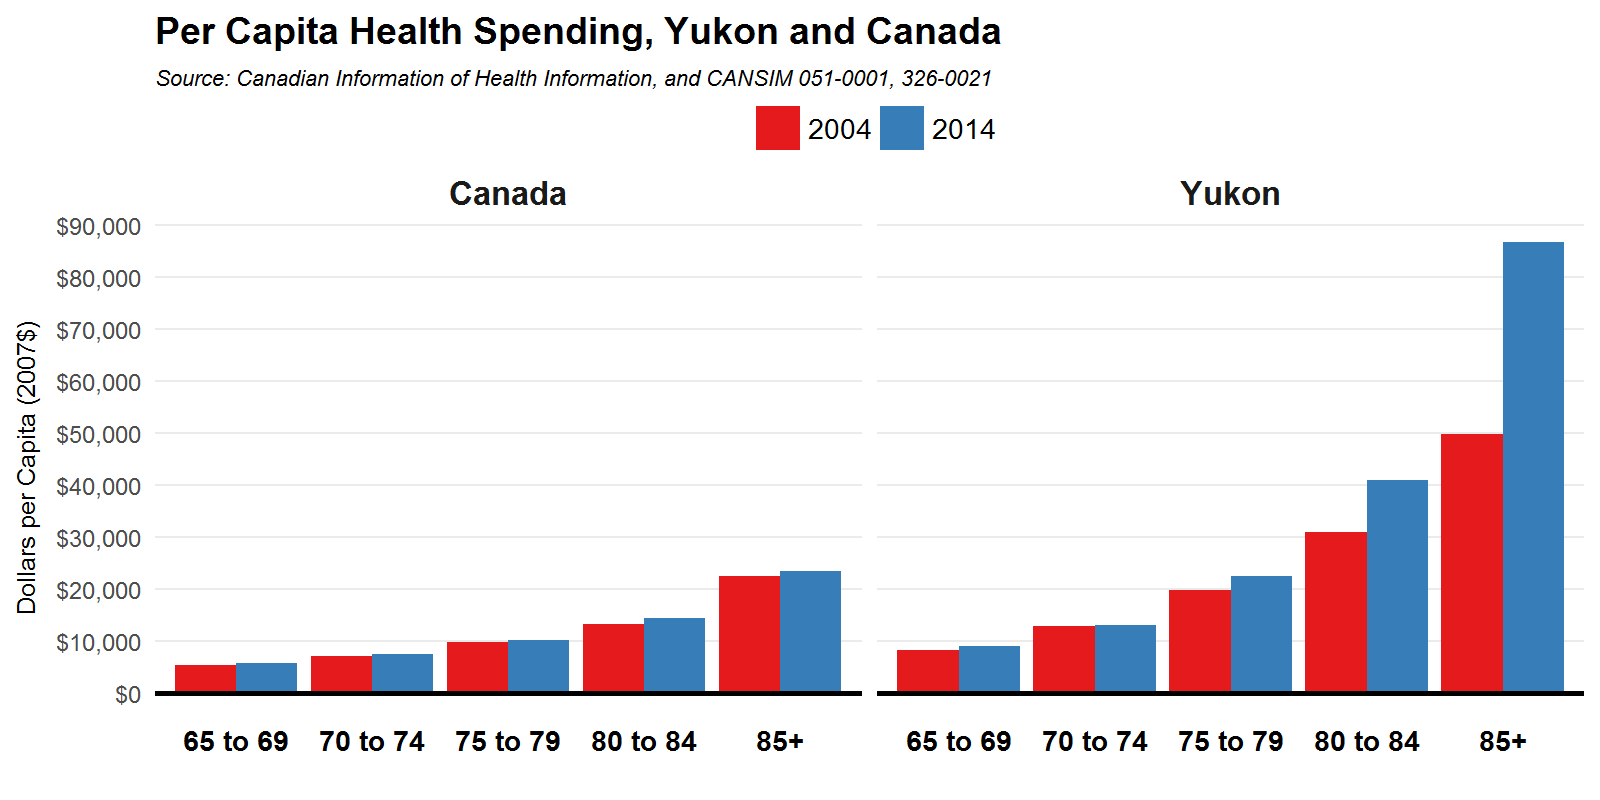 Per Capita Health Spending, Yukon and Canada
Source: Canadian Information of Health Information, and CANSIM 051-0001, 326-0021
2004 2014
Canada Yukon
Dollars per Capita (2007$)
$90,000
$80,000
$70,000
$60,000
$50,000
$40,000
$30,000
$20,000
$10,000
$0
65 to 69 70 to 74 75 to 79 80 to 84 85+ 65 to 69 70 to 74 75 to 79 80 to 84 85+